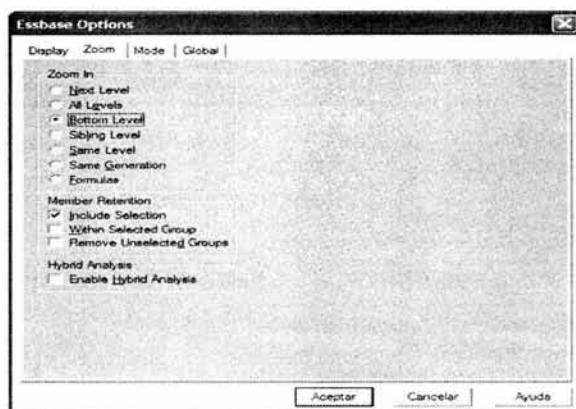 Essbase Options
Display Zoom Mode Global
Zoom In
Next Level
All Levels
Bottom Level
Sibling Level
Same Level
Same Generation
Formulas
Member Retention
Include Selection
Within Selected Group
Remove Unselected Groups
Hybrid Analysis
Enable Hybrid Analysis
Aceptar Cancelar Ayuda